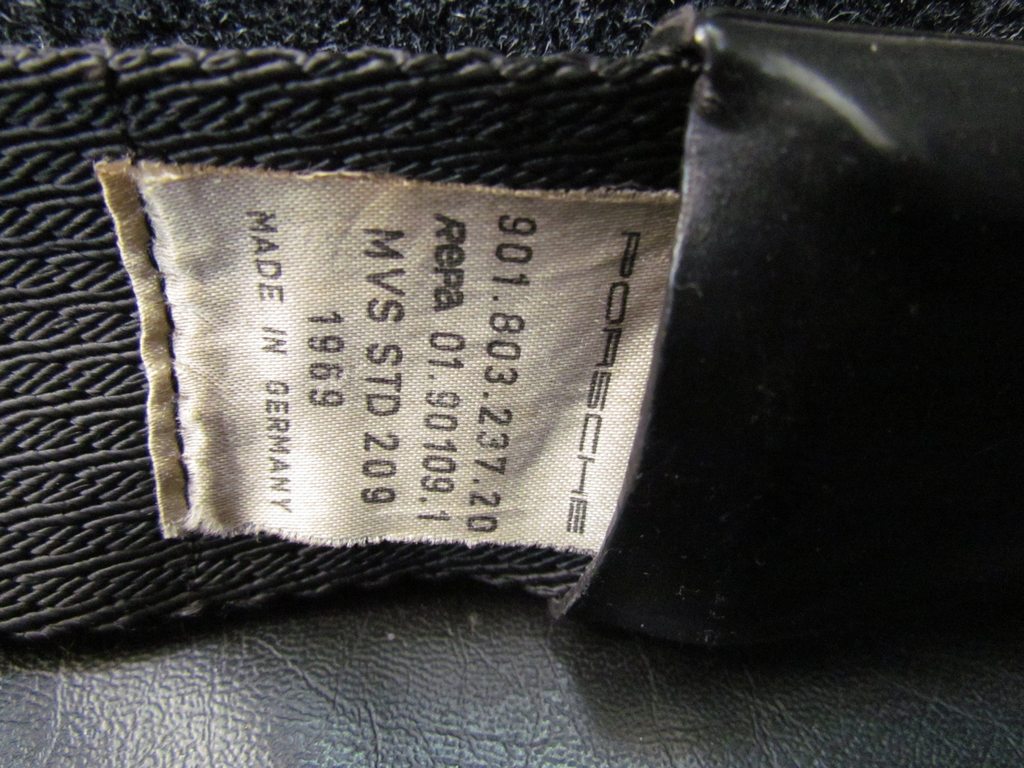 PORSCHE
901.803.237.20
Repa 01.90109.1
MVS STD 209
1969
MADE IN GERMANY